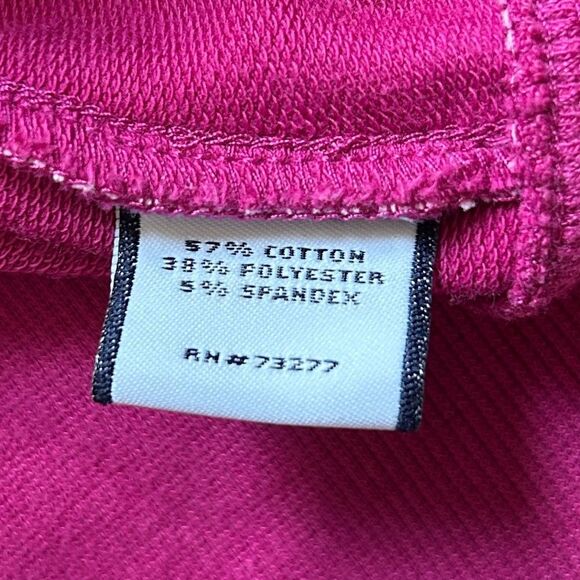 57% COTTON
38% POLYESTER
5% SPANDEX
RN#73277